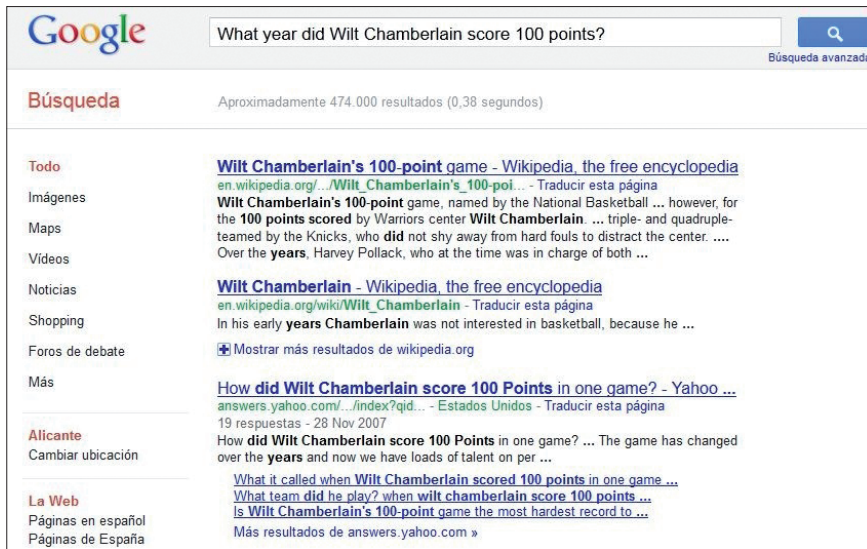 Google
What year did Wilt Chamberlain score 100 points?
Búsqueda avanzada
Búsqueda
Aproximadamente 474.000 resultados (0,38 segundos)
Todo
Imágenes
Maps
Vídeos
Noticias
Shopping
Foros de debate
Más
Alicante
Cambiar ubicación
La Web
Páginas en español
Páginas de España
Wilt Chamberlain's 100-point game - Wikipedia, the free encyclopedia
en.wikipedia.org/.../Wilt_Chamberlain's_100-poi... - Traducir esta página
Wilt Chamberlain's 100-point game, named by the National Basketball ... however, for
the 100 points scored by Warriors center Wilt Chamberlain. ... triple- and quadruple-
teamed by the Knicks, who did not shy away from hard fouls to distract the center. ....
Over the years, Harvey Pollack, who at the time was in charge of both ...
Wilt Chamberlain - Wikipedia, the free encyclopedia
en.wikipedia.org/wiki/Wilt_Chamberlain - Traducir esta página
In his early years Chamberlain was not interested in basketball, because he ...
Mostrar más resultados de wikipedia.org
How did Wilt Chamberlain score 100 Points in one game? - Yahoo ...
answers.yahoo.com/.../index?qid... - Estados Unidos - Traducir esta página
19 respuestas - 28 Nov 2007
How did Wilt Chamberlain score 100 Points in one game? ... The game has changed
over the years and now we have loads of talent on per ...
What it called when Wilt Chamberlain scored 100 points in one game ...
What team did he play? when wilt chamberlain score 100 points ...
Is Wilt Chamberlain's 100-point game the most hardest record to ...
Más resultados de answers.yahoo.com »